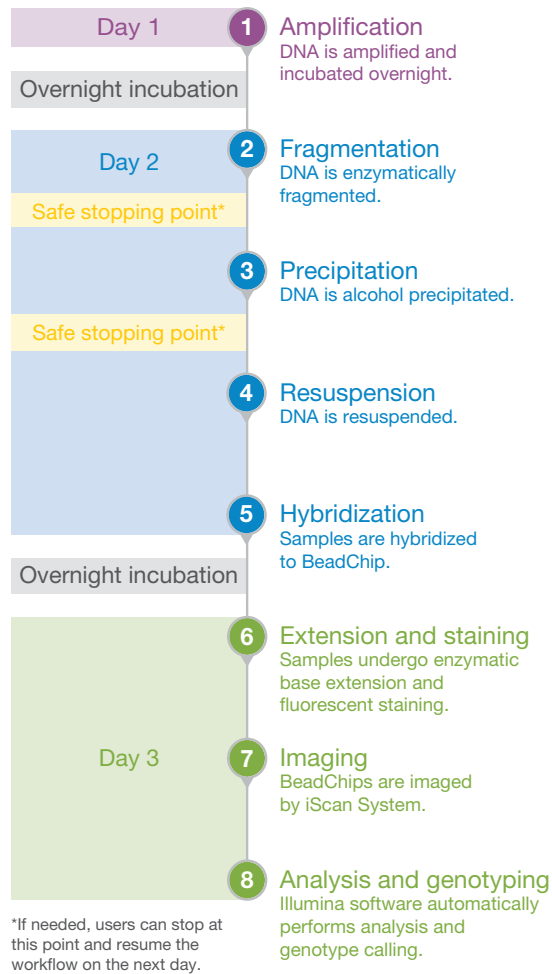 Day 1
1
Amplification
DNA is amplified and
incubated overnight.
Overnight incubation
Day 2
2
Fragmentation
DNA is enzymatically
fragmented.
Safe stopping point*
3
Precipitation
DNA is alcohol precipitated.
Safe stopping point*
4
Resuspension
DNA is resuspended.
5
Hybridization
Samples are hybridized
to BeadChip.
Overnight incubation
6
Extension and staining
Samples undergo enzymatic
base extension and
fluorescent staining.
Day 3
7
Imaging
BeadChips are imaged
by iScan System.
8
Analysis and genotyping
Illumina software automatically
performs analysis and
genotype calling.
*If needed, users can stop at
this point and resume the
workflow on the next day.